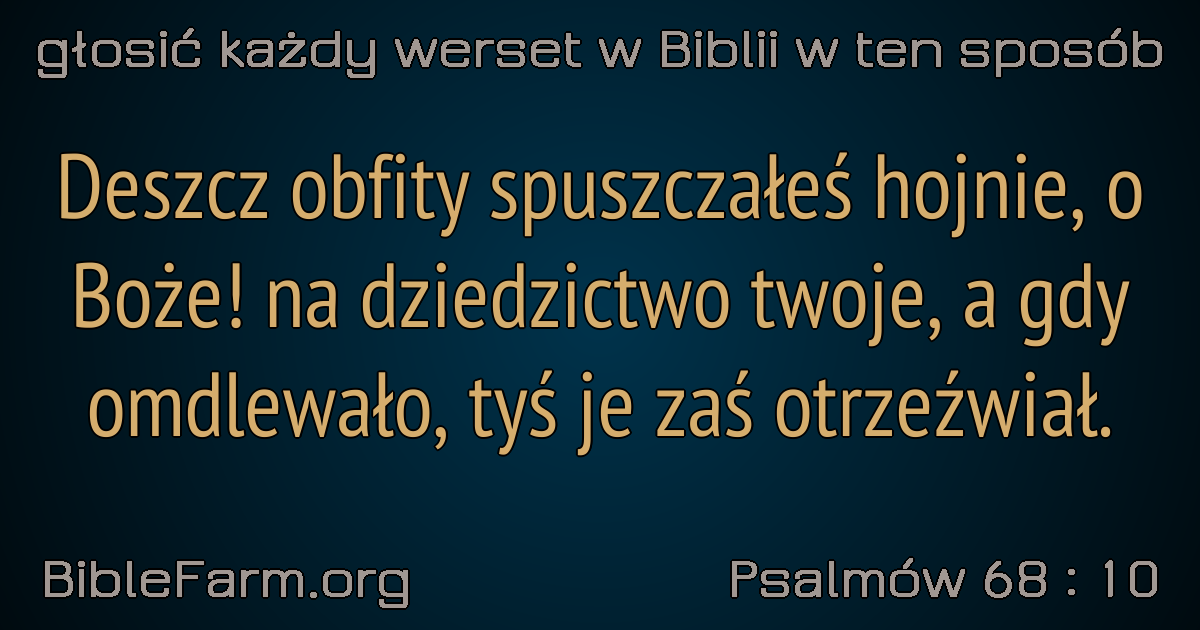 głosić każdy werset w Biblii w ten sposób
Deszcz obfity spuszczałeś hojnie, o
Boże! na dziedzictwo twoje, a gdy
omdlewało, tyś je zaś otrzeźwiał.
BibleFarm.org
Psalmów 68 : 10